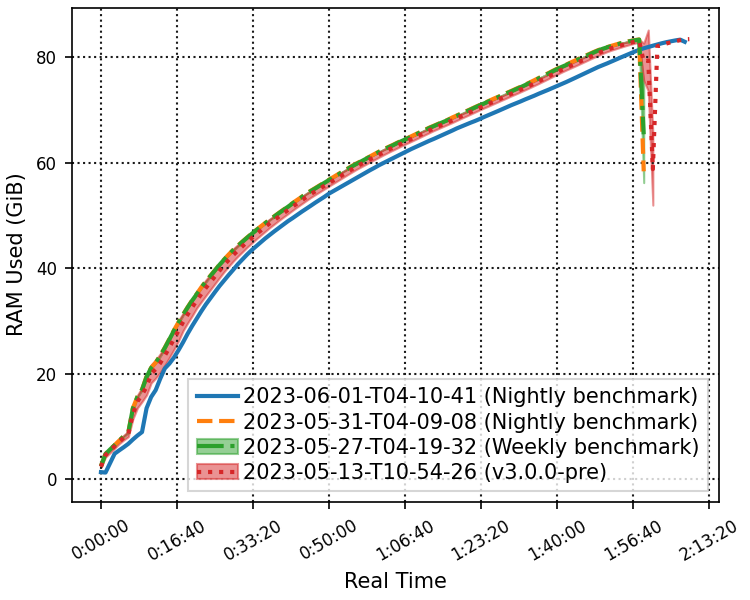 80
60
40
20
0
RAM Used (GiB)
2023-06-01-T04-10-41 (Nightly benchmark)
2023-05-31-T04-09-08 (Nightly benchmark)
2023-05-27-T04-19-32 (Weekly benchmark)
2023-05-13-T10-54-26 (v3.0.0-pre)
0:00:00
0:16:40
0:33:20
0:50:00
1:06:40
1:23:20
1:40:00
1:56:40
2:13:20
Real Time